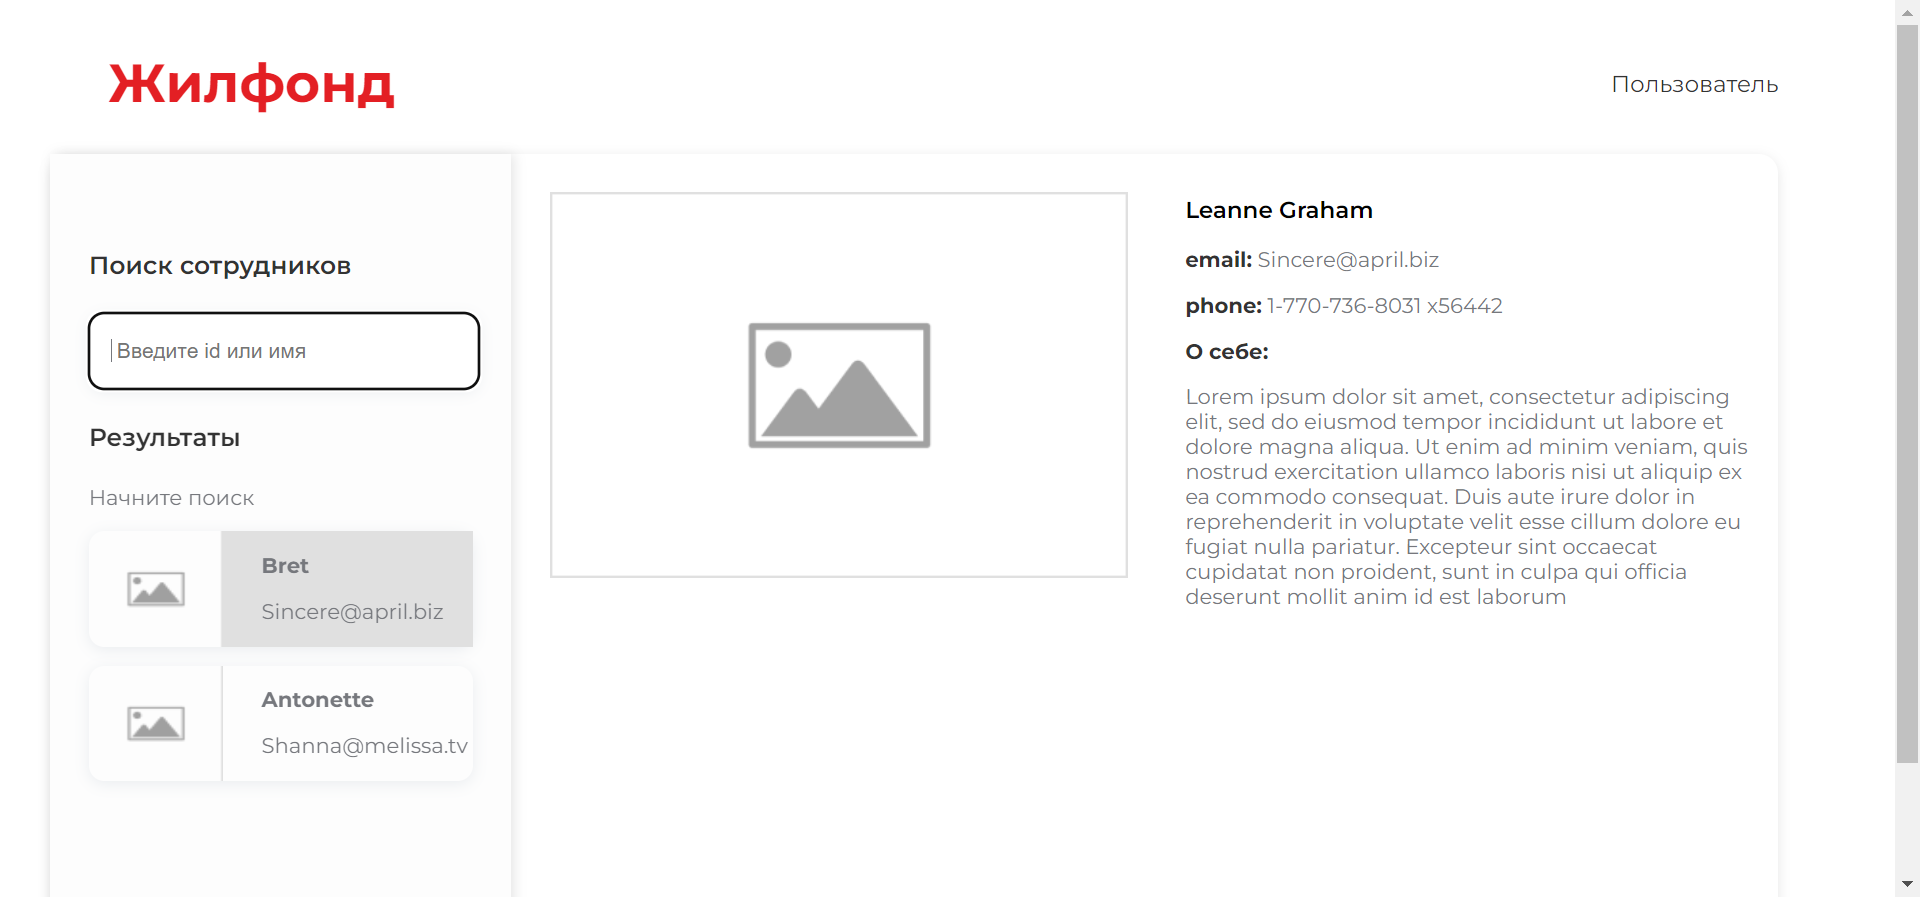 Жилфонд
Пользователь
Поиск сотрудников
Введите id или имя
Результаты
Начните поиск
Bret
Sincere@april.biz
Antonette
Shanna@melissa.tv
Leanne Graham
email: Sincere@april.biz
phone: 1-770-736-8031 x56442
О себе:
Lorem ipsum dolor sit amet, consectetur adipiscing
elit, sed do eiusmod tempor incididunt ut labore et
dolore magna aliqua. Ut enim ad minim veniam, quis
nostrud exercitation ullamco laboris nisi ut aliquip ex
ea commodo consequat. Duis aute irure dolor in
reprehenderit in voluptate velit esse cillum dolore eu
fugiat nulla pariatur. Excepteur sint occaecat
cupidatat non proident, sunt in culpa qui officia
deserunt mollit anim id est laborum